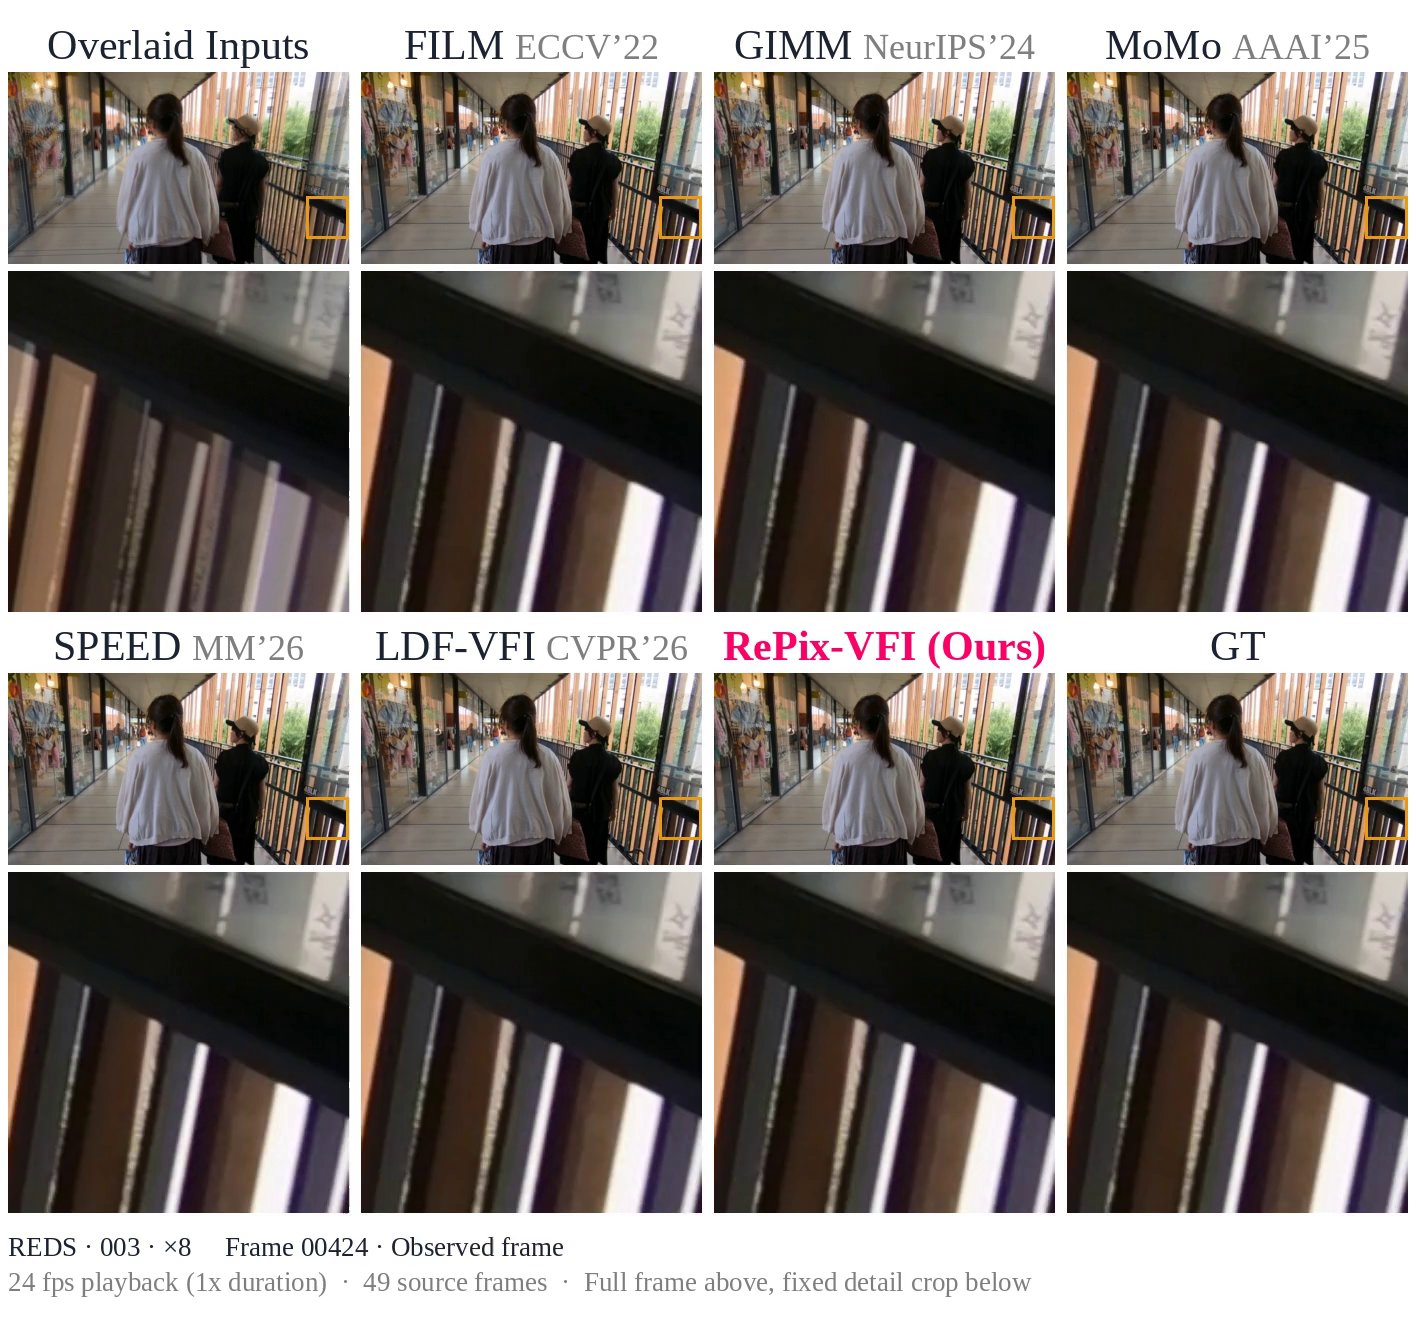 Overlaid Inputs
FILM ECCV’22
GIMM NeurIPS’24
MoMo AAAI’25
SPEED MM’26
LDF-VFI CVPR’26
RePix-VFI (Ours)
GT
REDS · 003 · ×8 Frame 00424 · Observed frame
24 fps playback (1x duration) · 49 source frames · Full frame above, fixed detail crop below